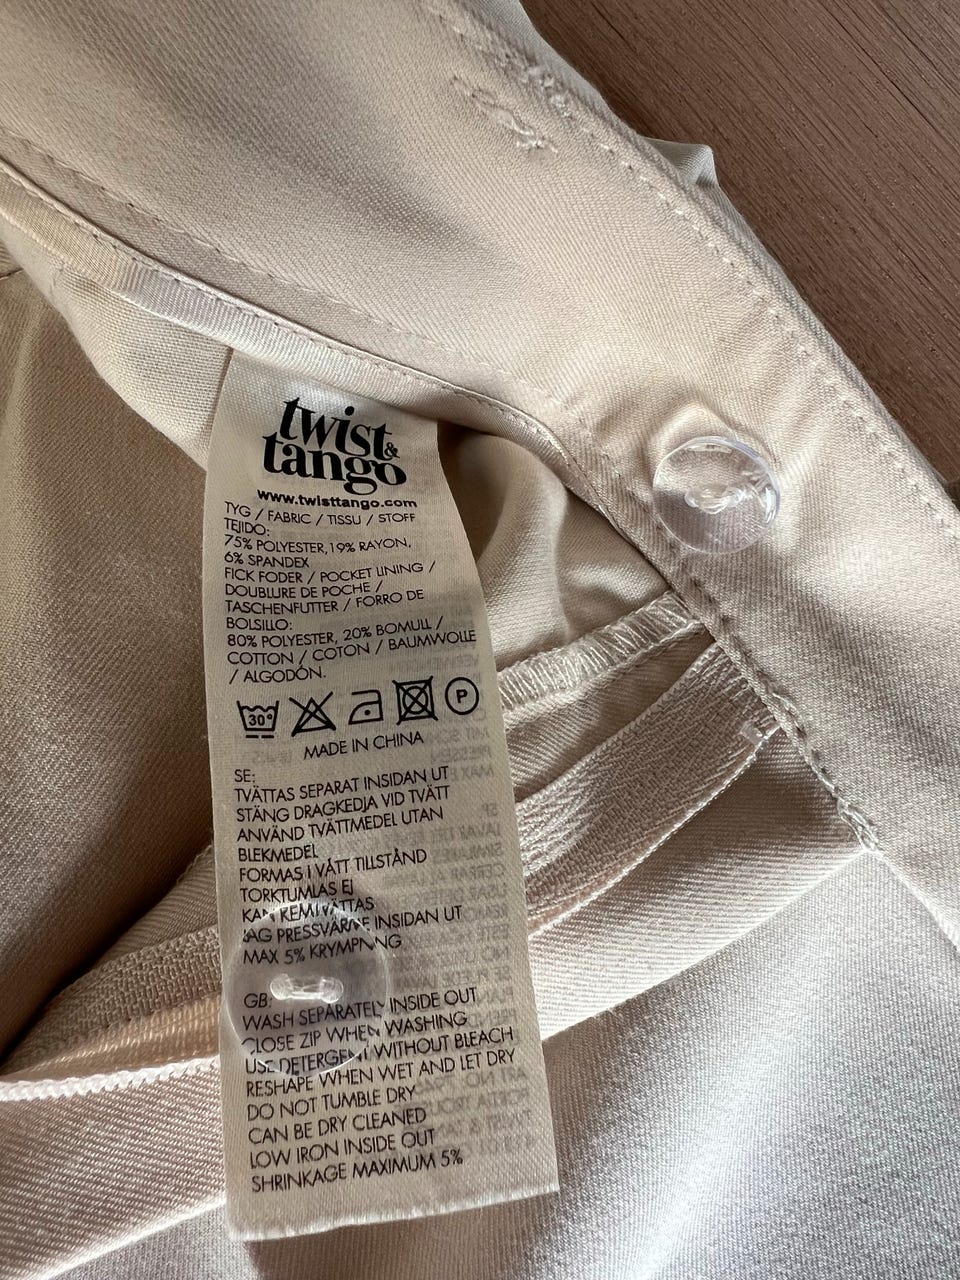 twist &
tango
www.twisttango.com
TYG / FABRIC / TISSU / STOFF
TEJIDO:
75% POLYESTER,19% RAYON,
6% SPANDEX
FICK FODER / POCKET LINING /
DOUBLURE DE POCHE /
TASCHENFUTTER / FORRO DE
BOLSILLO:
80% POLYESTER, 20% BOMULL /
COTTON / COTON / BAUMWOLLE
/ ALGODÓN.
30° P
MADE IN CHINA
SE:
TVÄTTAS SEPARAT INSIDAN UT
STÄNG DRAGKEDJA VID TVÄTT
ANVÄND TVÄTTMEDEL UTAN
BLEKMEDEL
FORMAS I VÅTT TILLSTÅND
TORKTUMLAS EJ
KAN KEMTVÄTTAS
LÅG PRESSVÄRME INSIDAN UT
MAX 5% KRYMPNING
GB:
WASH SEPARATELY INSIDE OUT
CLOSE ZIP WHEN WASHING
USE DETERGENT WITHOUT BLEACH
RESHAPE WHEN WET AND LET DRY
DO NOT TUMBLE DRY
CAN BE DRY CLEANED
LOW IRON INSIDE OUT
SHRINKAGE MAXIMUM 5%